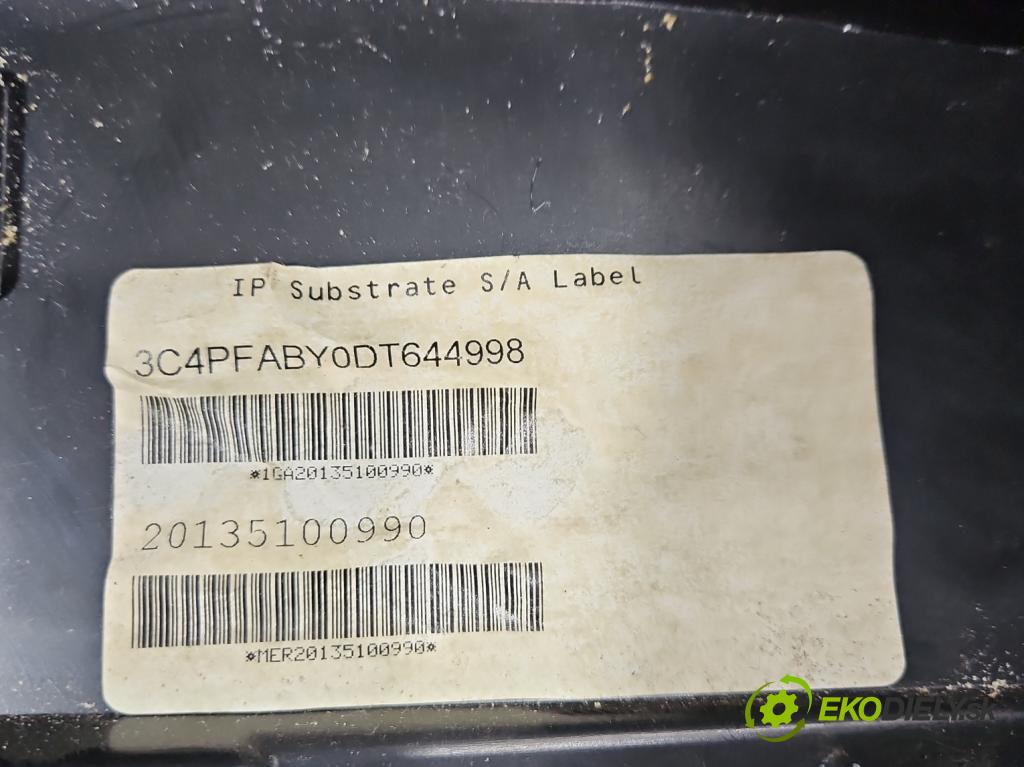 IP Substrate S/A Label
3C4PFABY0DT644998
*1GA20135100990*
20135100990
*MER20135100990*
EKODIELY.SK